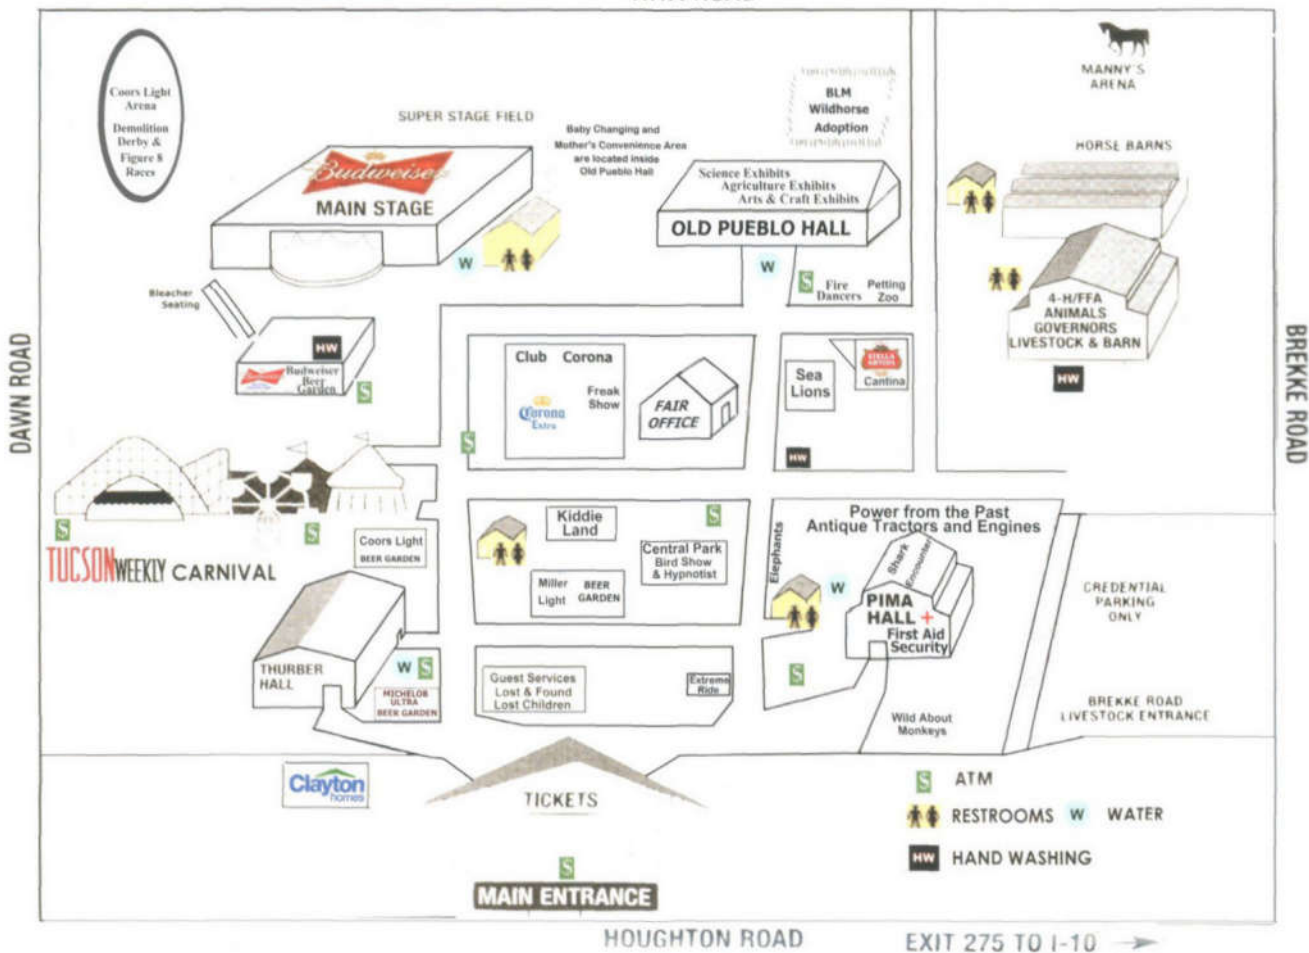 Coors Light
Arena
Demolition
Derby &
Figure 8
Races
SUPER STAGE FIELD
Budweiser
MAIN STAGE
Baby Changing and
Mother's Convenience Area
are located inside
Old Pueblo Hall
BLM
Wildhorse
Adoption
MANNY'S
ARENA
HORSE BARNS
Science Exhibits
Agriculture Exhibits
Arts & Craft Exhibits
OLD PUEBLO HALL
W
W
S
Fire
Dancers
Petting
Zoo
4-H/FFA
ANIMALS
GOVERNORS
LIVESTOCK & BARN
HW
Bleacher
Seating
HW
Budweiser
Beer
Garden
S
DAWN ROAD
BREKKE ROAD
Club Corona
Freak
Show
Corona
Extra
FAIR
OFFICE
S
Sea
Lions
STELLA
ARTOIS
Cantina
HW
S
S
TUCSON WEEKLY CARNIVAL
Coors Light
BEER GARDEN
Kiddie
Land
S
Central Park
Bird Show
& Hypnotist
Miller
Light
BEER
GARDEN
Power from the Past
Antique Tractors and Engines
Elephants
W
Shark
Encounter
PIMA
HALL
First Aid
Security
CREDENTIAL
PARKING
ONLY
THURBER
HALL
W
S
MICHELOB
ULTRA
BEER GARDEN
Guest Services
Lost & Found
Lost Children
Extreme
Ride
S
Wild About
Monkeys
BREKKE ROAD
LIVESTOCK ENTRANCE
Clayton
homes
TICKETS
S ATM
RESTROOMS
W WATER
HW HAND WASHING
S
MAIN ENTRANCE
HOUGHTON ROAD
EXIT 275 TO I-10